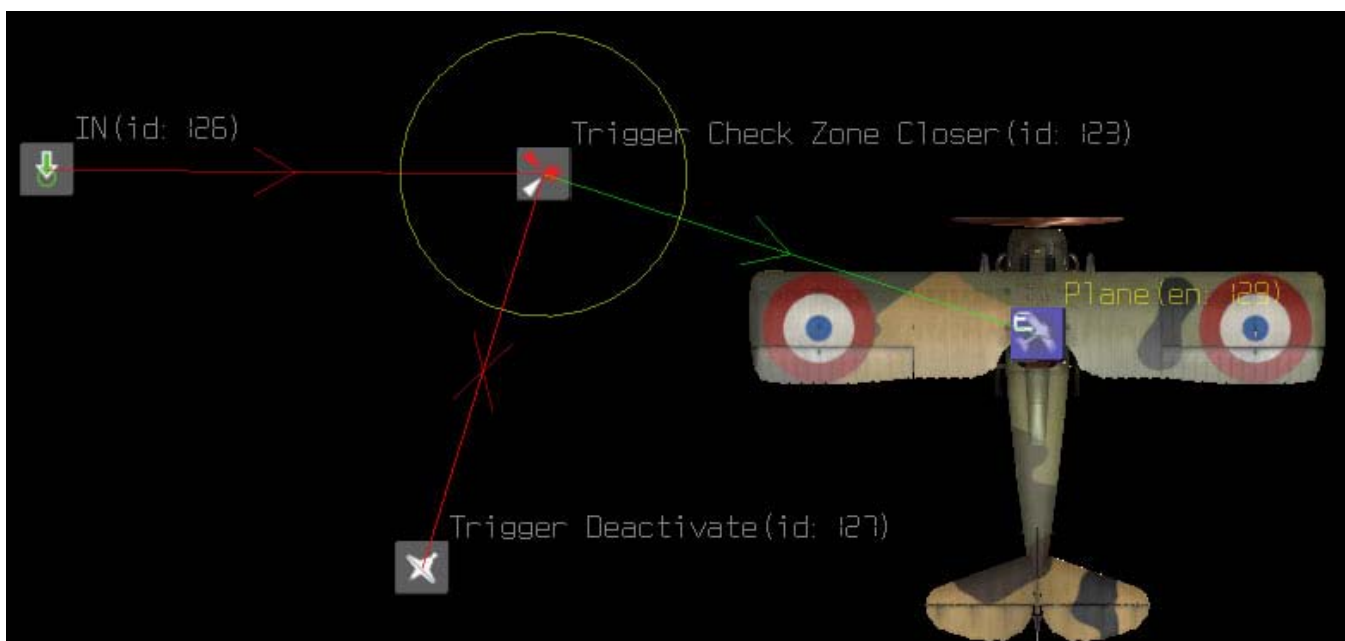 IN(id: 126)
Trigger Check Zone Closer(id: 123)
Plane(en: 129)
Trigger Deactivate(id: 127)